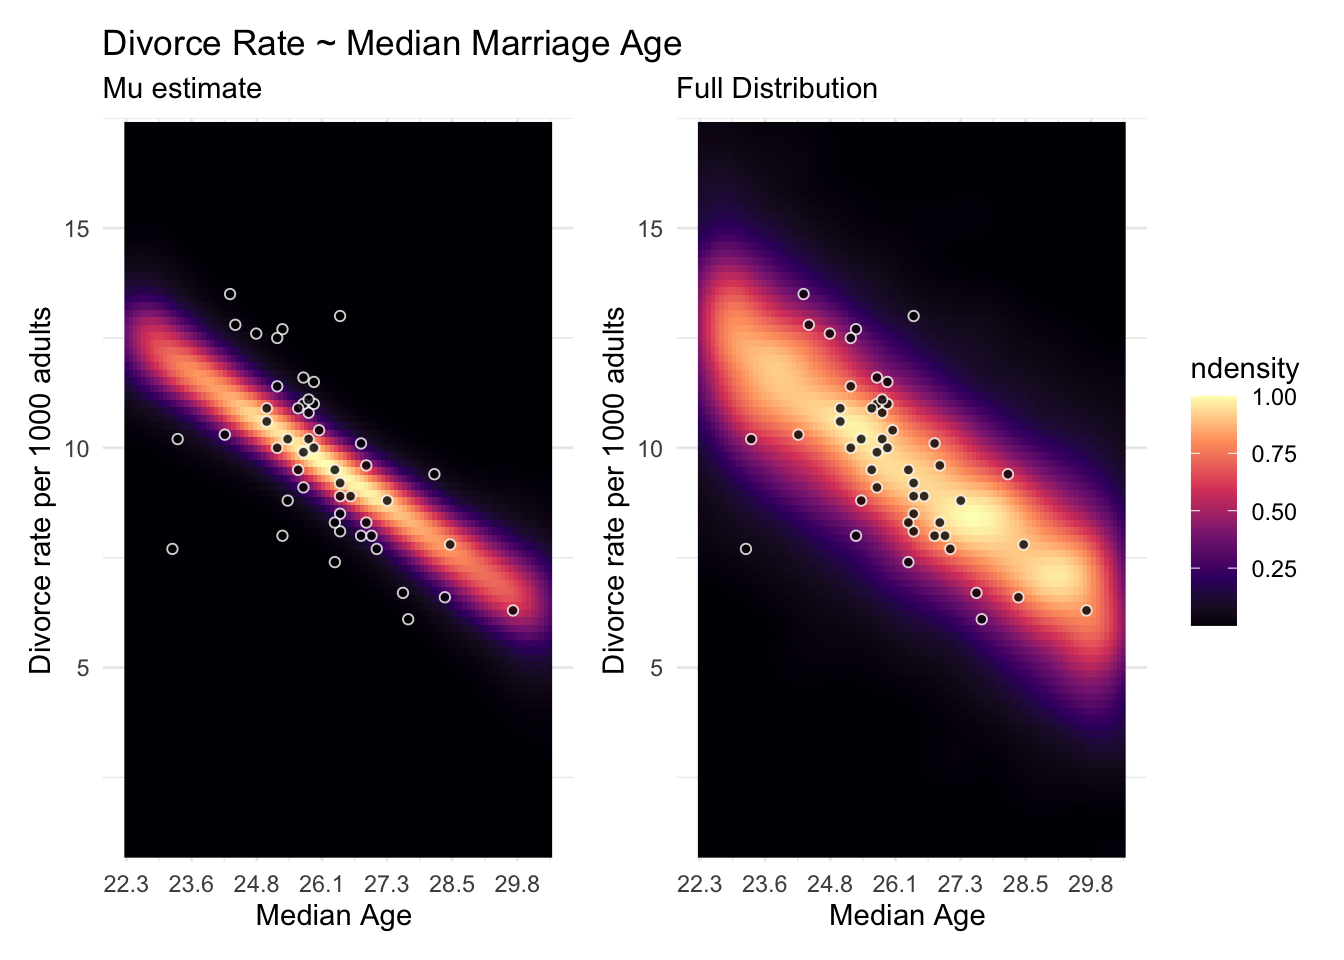 Divorce Rate ~ Median Marriage Age
Mu estimate
Full Distribution
Divorce rate per 1000 adults
15
10
5
22.3 23.6 24.8 26.1 27.3 28.5 29.8
Median Age
Divorce rate per 1000 adults
15
10
5
22.3 23.6 24.8 26.1 27.3 28.5 29.8
Median Age
ndensity
1.00
0.75
0.50
0.25